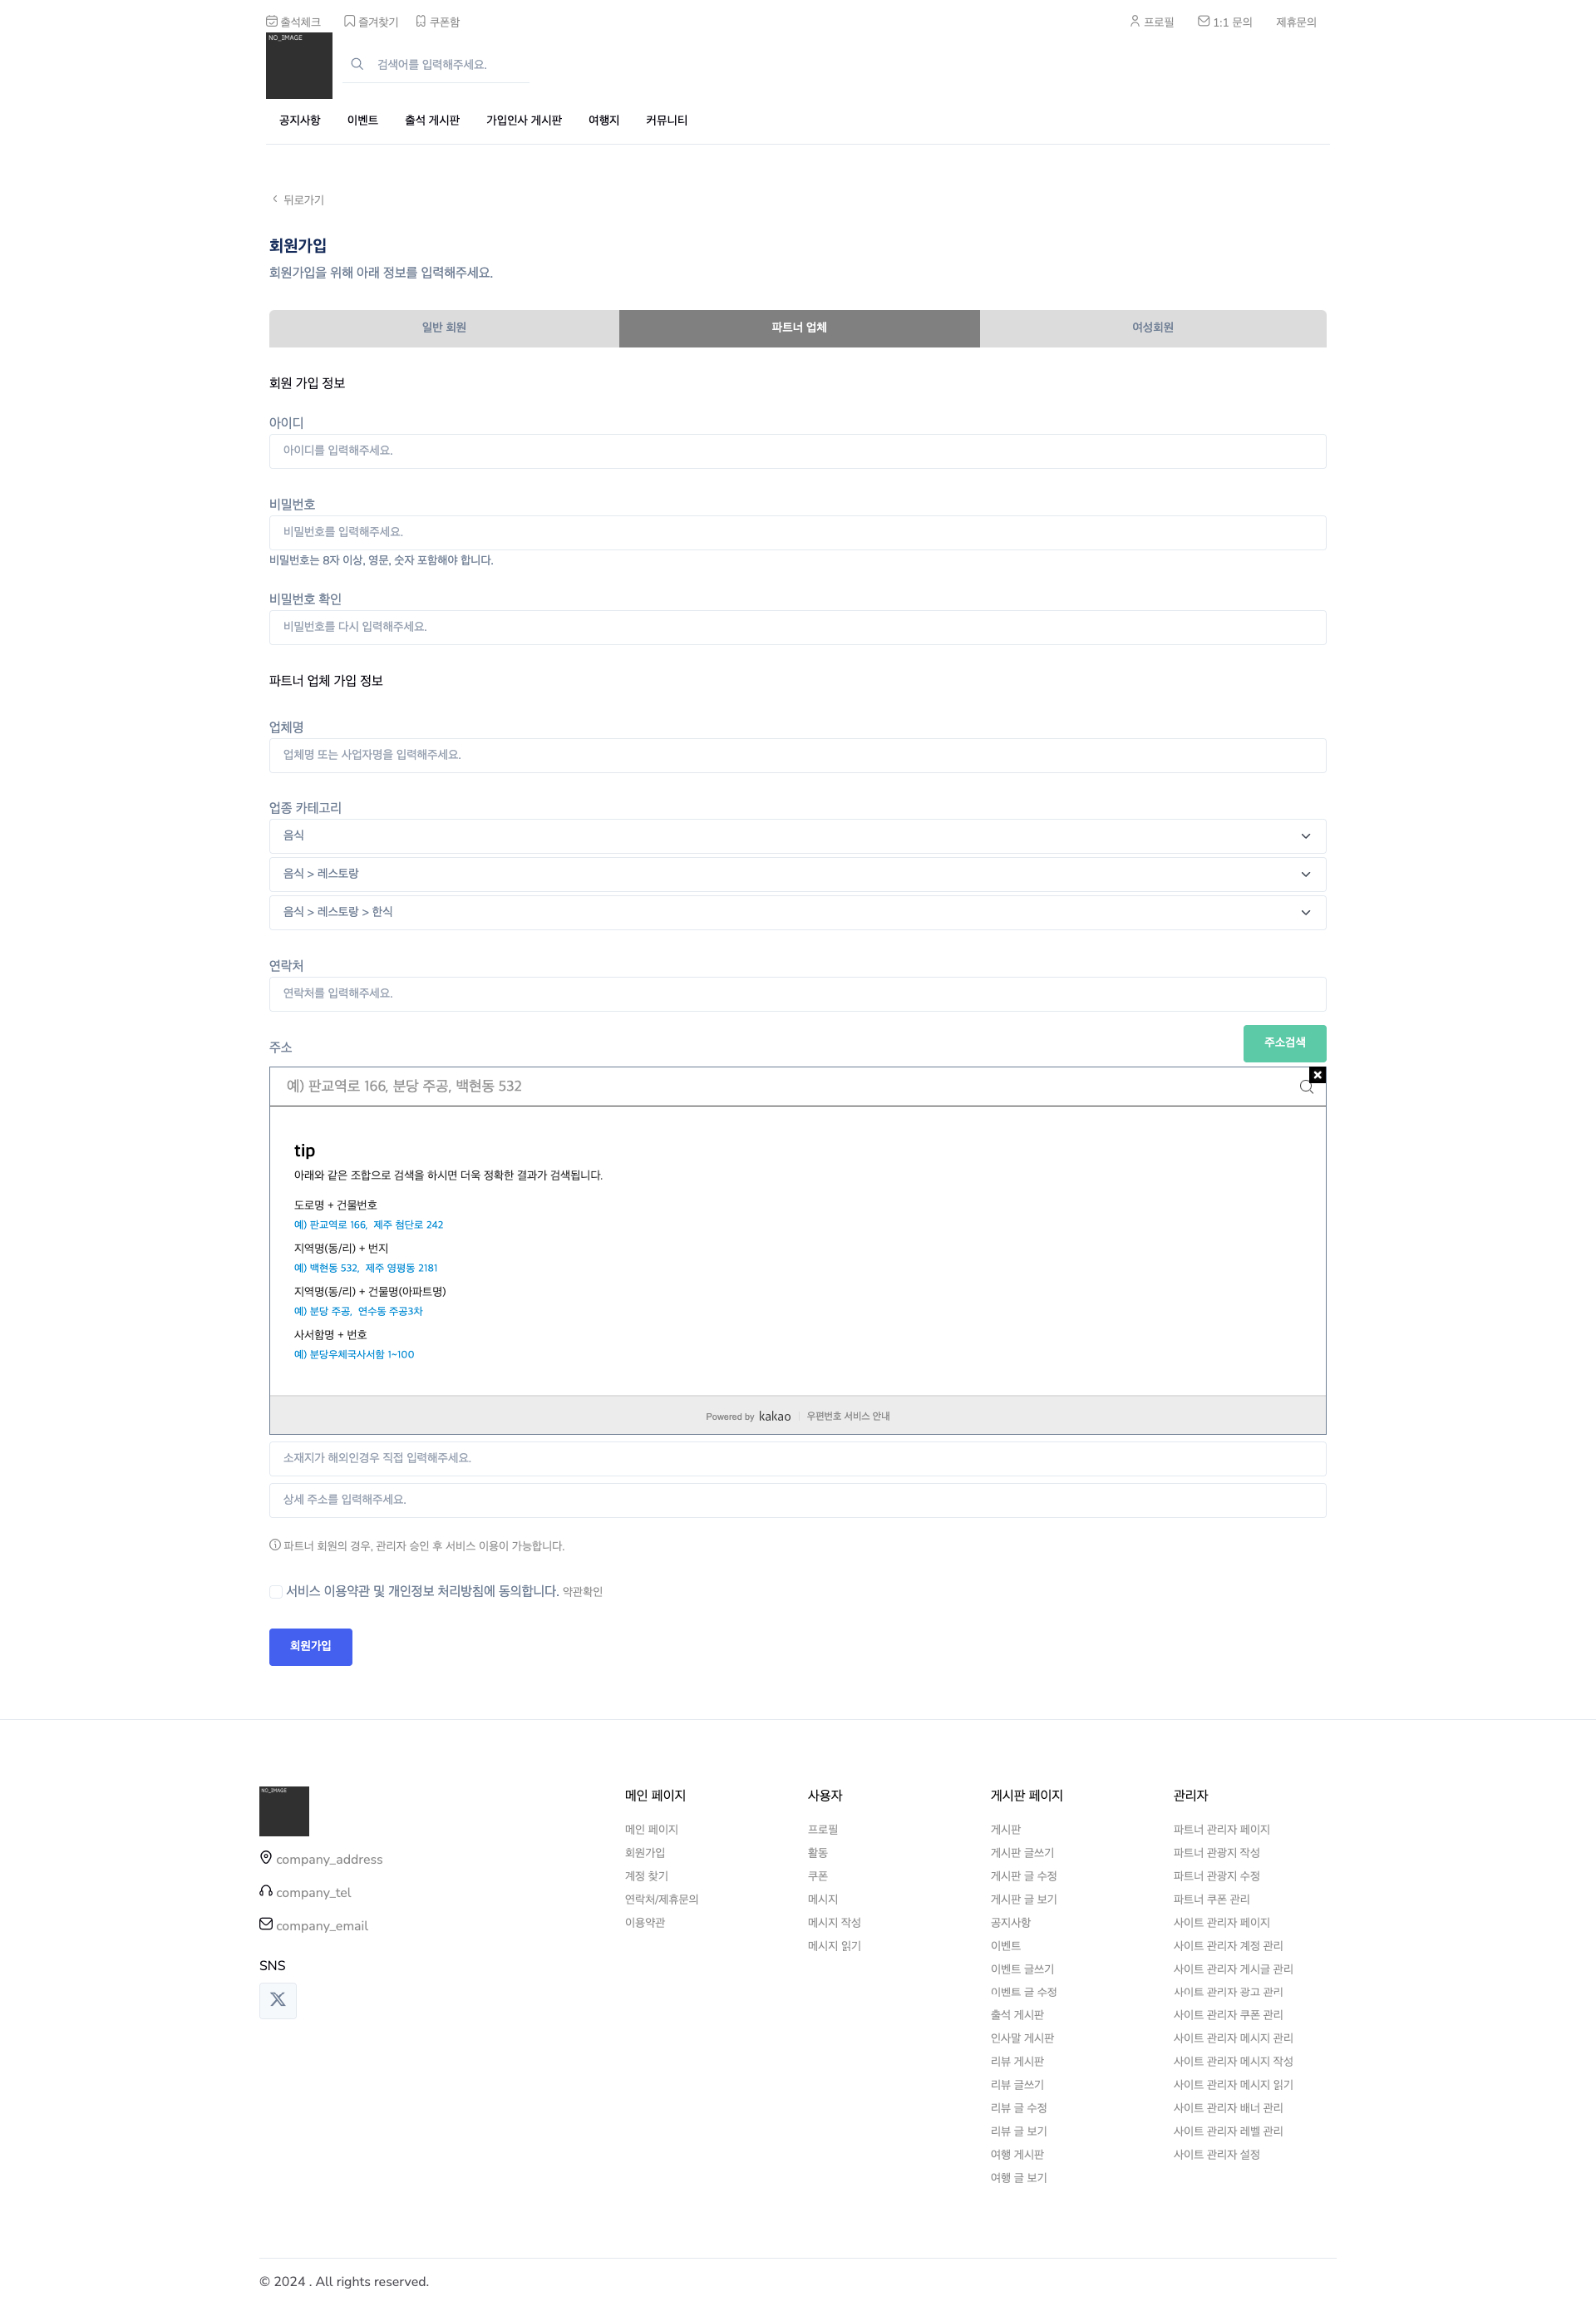 출석체크 즐겨찾기 쿠폰함 프로필 1:1 문의 제휴문의
NO_IMAGE
검색어를 입력해주세요.
공지사항 이벤트 출석 게시판 가입인사 게시판 여행지 커뮤니티
뒤로가기
회원가입
회원가입을 위해 아래 정보를 입력해주세요.
일반 회원 파트너 업체 여성회원
회원 가입 정보
아이디
아이디를 입력해주세요.
비밀번호
비밀번호를 입력해주세요.
비밀번호는 8자 이상, 영문, 숫자 포함해야 합니다.
비밀번호 확인
비밀번호를 다시 입력해주세요.
파트너 업체 가입 정보
업체명
업체명 또는 사업자명을 입력해주세요.
업종 카테고리
음식
음식 > 레스토랑
음식 > 레스토랑 > 한식
연락처
연락처를 입력해주세요.
주소 주소검색
예) 판교역로 166, 분당 주공, 백현동 532
tip
아래와 같은 조합으로 검색을 하시면 더욱 정확한 결과가 검색됩니다.
도로명 + 건물번호
예) 판교역로 166, 제주 첨단로 242
지역명(동/리) + 번지
예) 백현동 532, 제주 영평동 2181
지역명(동/리) + 건물명(아파트명)
예) 분당 주공, 연수동 주공3차
사서함명 + 번호
예) 분당우체국사서함 1~100
Powered by kakao 우편번호 서비스 안내
소재지가 해외인경우 직접 입력해주세요.
상세 주소를 입력해주세요.
파트너 회원의 경우, 관리자 승인 후 서비스 이용이 가능합니다.
서비스 이용약관 및 개인정보 처리방침에 동의합니다. 약관확인
회원가입
NO_IMAGE
company_address
company_tel
company_email
SNS
메인 페이지
메인 페이지
회원가입
계정 찾기
연락처/제휴문의
이용약관
사용자
프로필
활동
쿠폰
메시지
메시지 작성
메시지 읽기
게시판 페이지
게시판
게시판 글쓰기
게시판 글 수정
게시판 글 보기
공지사항
이벤트
이벤트 글쓰기
이벤트 글 수정
출석 게시판
인사말 게시판
리뷰 게시판
리뷰 글쓰기
리뷰 글 수정
리뷰 글 보기
여행 게시판
여행 글 보기
관리자
파트너 관리자 페이지
파트너 관광지 작성
파트너 관광지 수정
파트너 쿠폰 관리
사이트 관리자 페이지
사이트 관리자 계정 관리
사이트 관리자 게시글 관리
사이트 관리자 광고 관리
사이트 관리자 쿠폰 관리
사이트 관리자 메시지 관리
사이트 관리자 메시지 작성
사이트 관리자 메시지 읽기
사이트 관리자 배너 관리
사이트 관리자 레벨 관리
사이트 관리자 설정
© 2024 . All rights reserved.